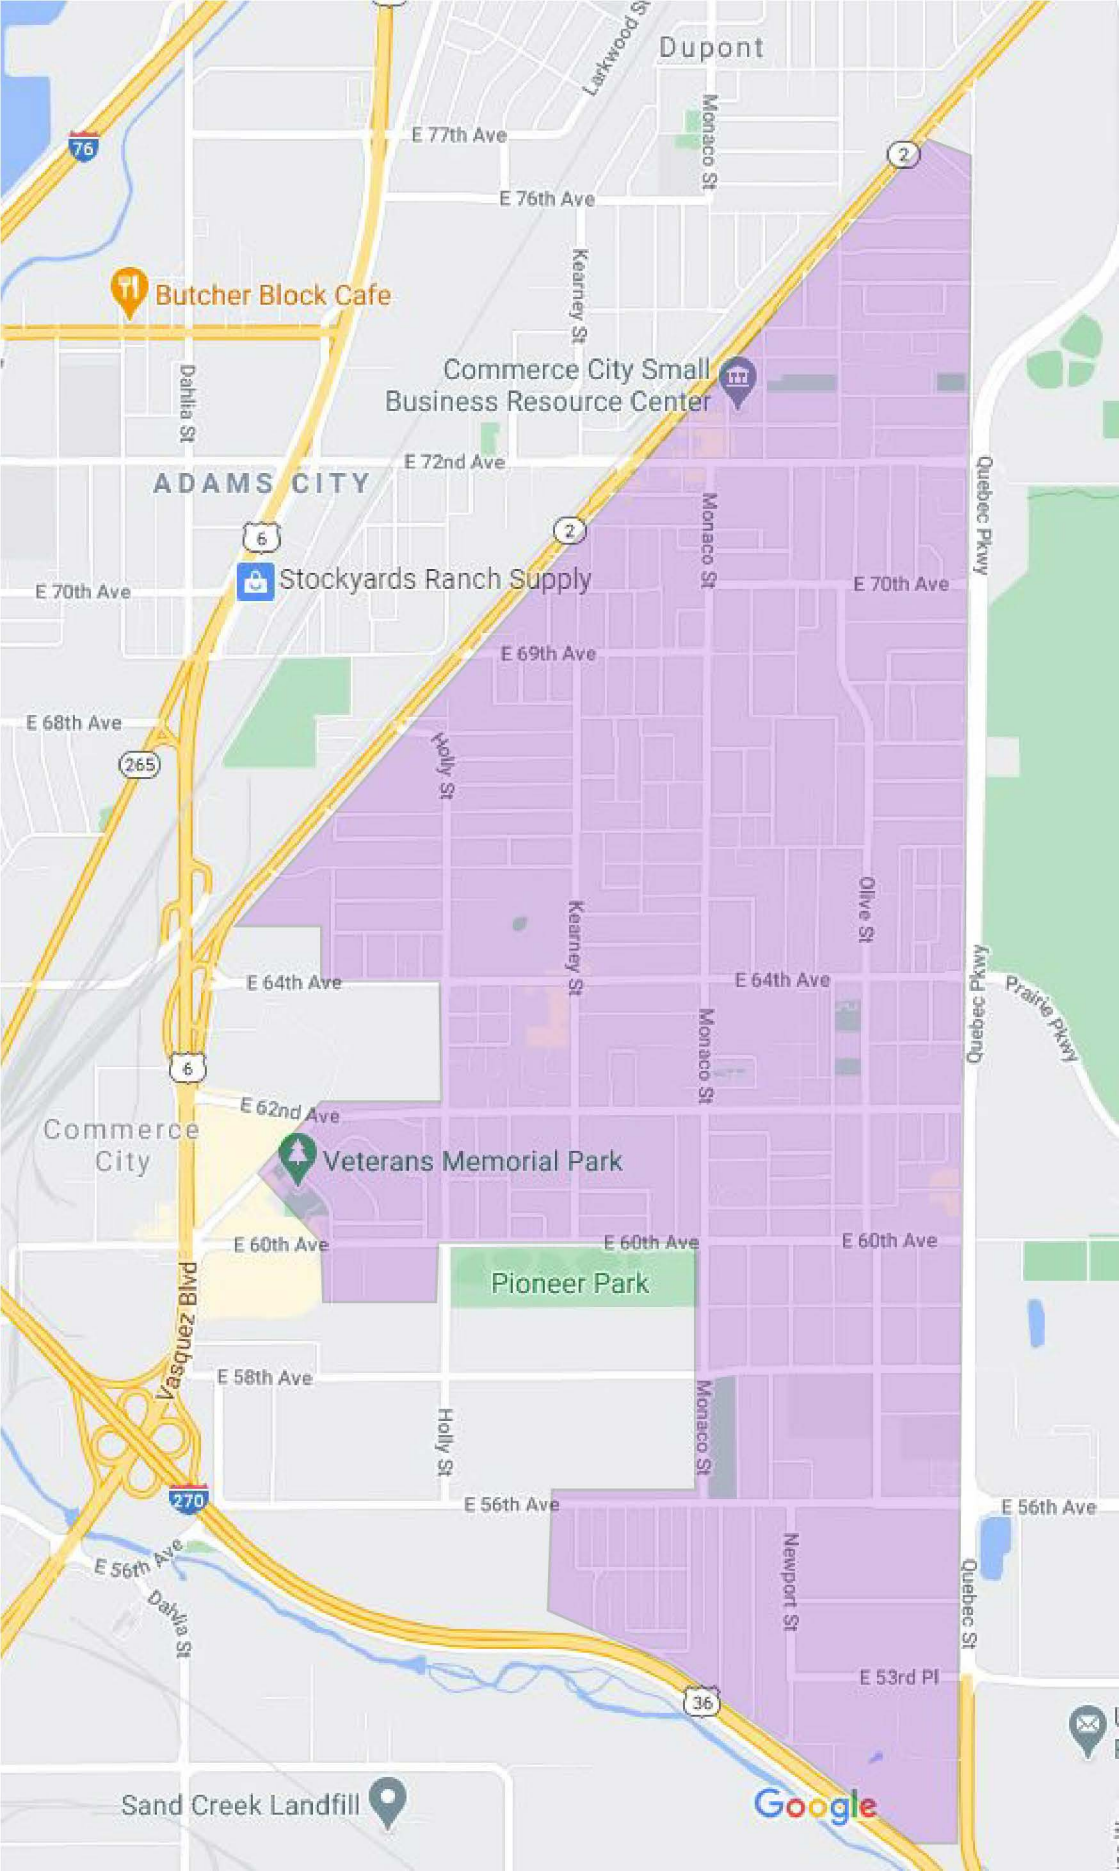 Larkwood St
Dupont
76
E 77th Ave
Monaco St
2
E 76th Ave
Kearney St
Butcher Block Cafe
Dahlia St
Commerce City Small
Business Resource Center
E 72nd Ave
ADAMS CITY
Quebec Pkwy
Monaco St
6
2
Stockyards Ranch Supply
E 70th Ave
E 70th Ave
E 69th Ave
E 68th Ave
Holly St
265
Olive St
Kearney St
E 64th Ave
E 64th Ave
Quebec Pkwy
Prairie Pkwy
Monaco St
6
E 62nd Ave
Commerce
City
Veterans Memorial Park
E 60th Ave
E 60th Ave
E 60th Ave
Pioneer Park
Vasquez Blvd
E 58th Ave
Holly St
Monaco St
270
E 56th Ave
E 56th Ave
E 56th Ave
Newport St
Quebec St
Dahlia St
E 53rd Pl
36
Sand Creek Landfill
Google